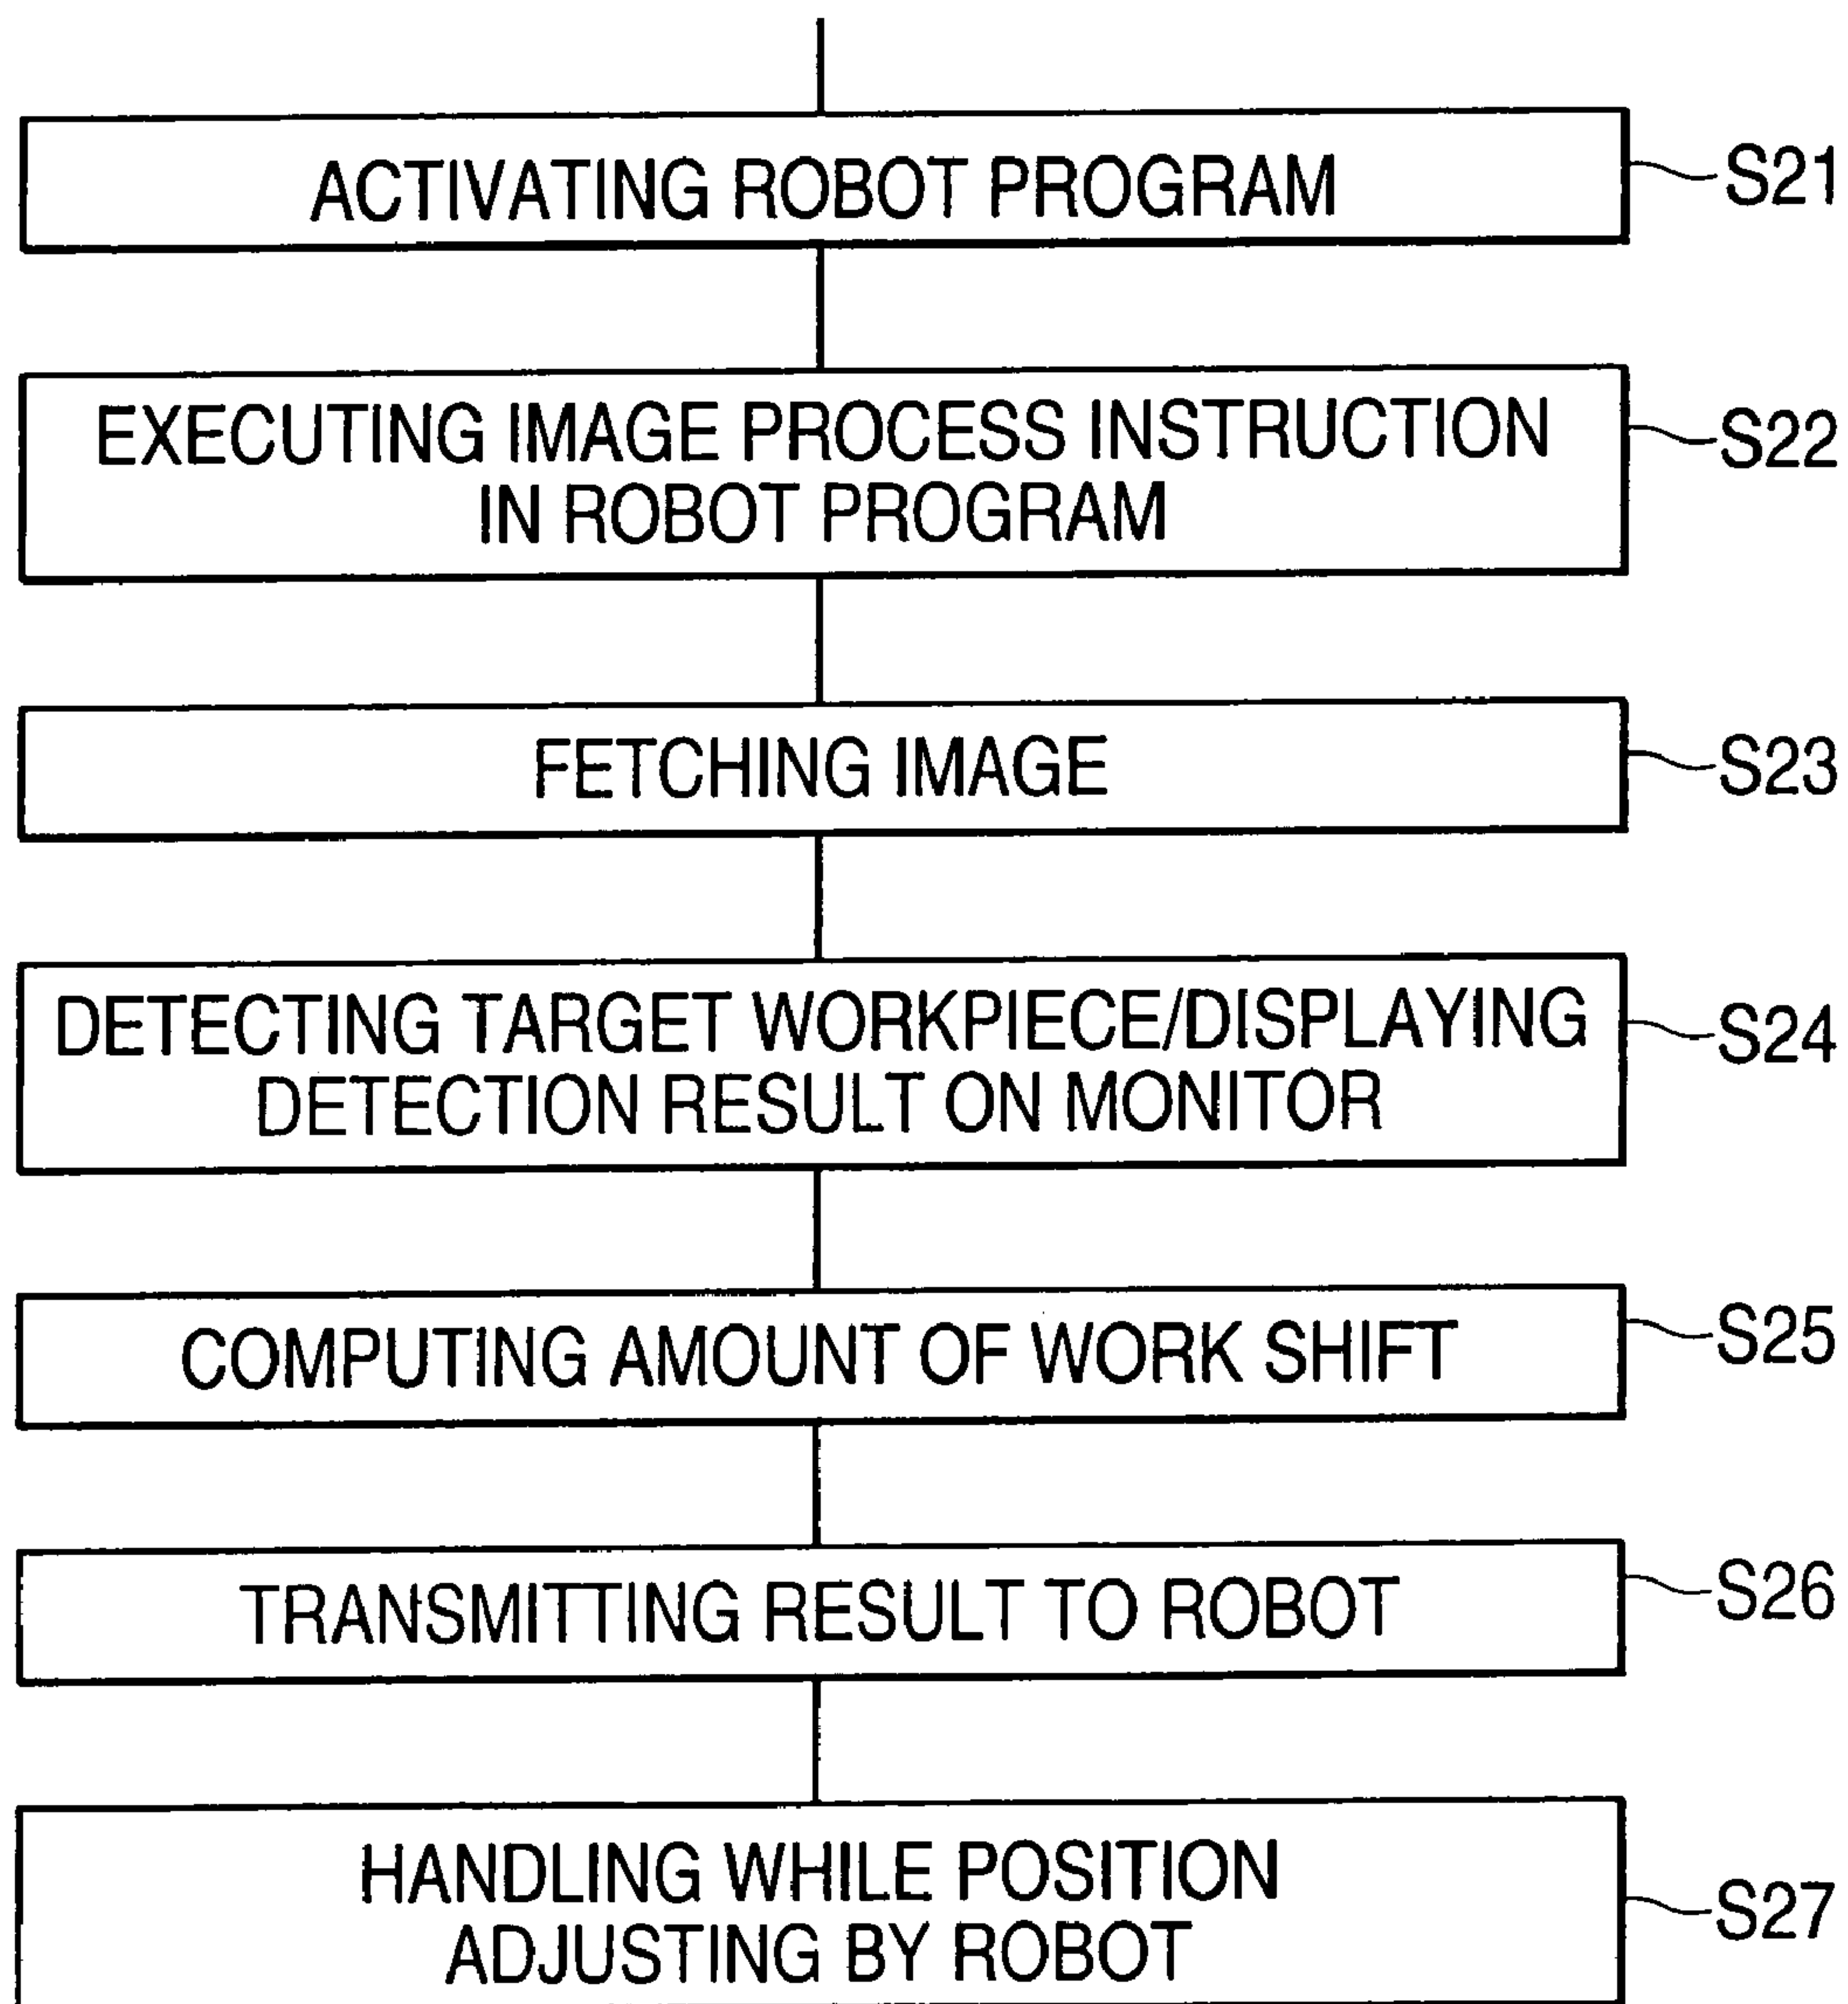 ACTIVATING ROBOT PROGRAM
S21
EXECUTING IMAGE PROCESS INSTRUCTION
IN ROBOT PROGRAM
S22
FETCHING IMAGE
S23
DETECTING TARGET WORKPIECE/DISPLAYING
DETECTION RESULT ON MONITOR
S24
COMPUTING AMOUNT OF WORK SHIFT
S25
TRANSMITTING RESULT TO ROBOT
S26
HANDLING WHILE POSITION
ADJUSTING BY ROBOT
S27